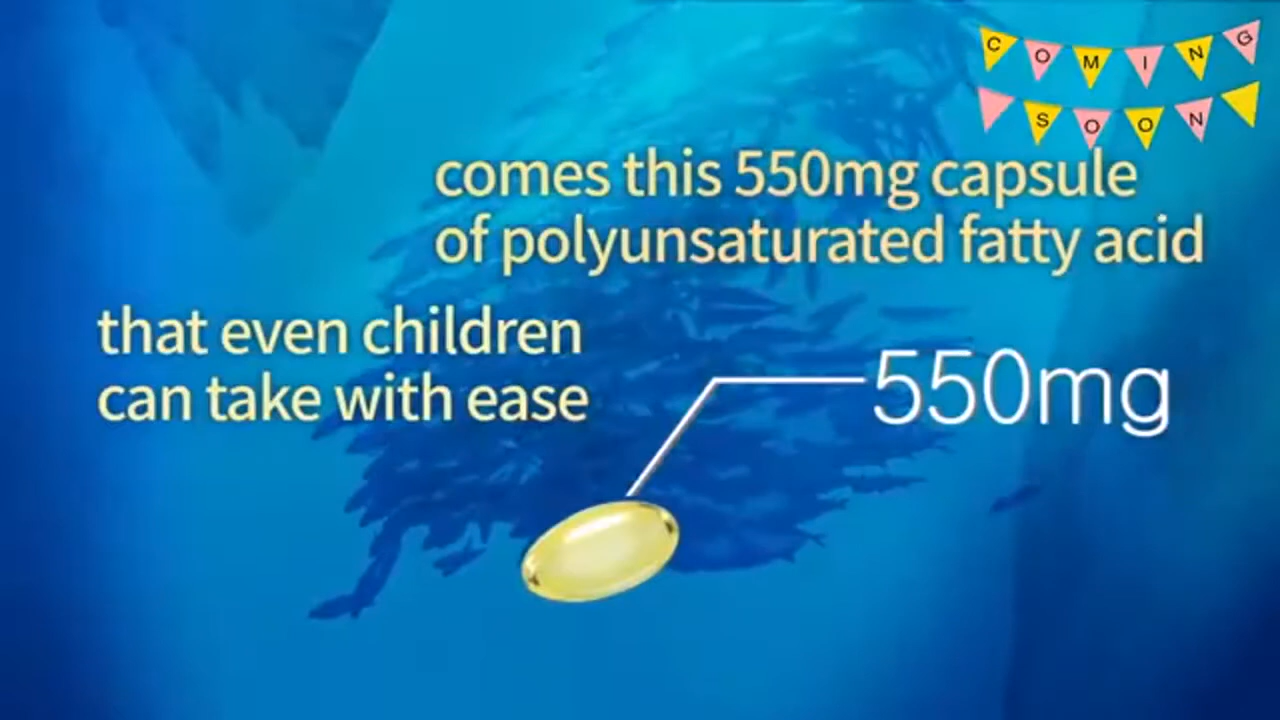 COMING
SOON
comes this 550mg capsule
of polyunsaturated fatty acid
that even children
can take with ease
550mg